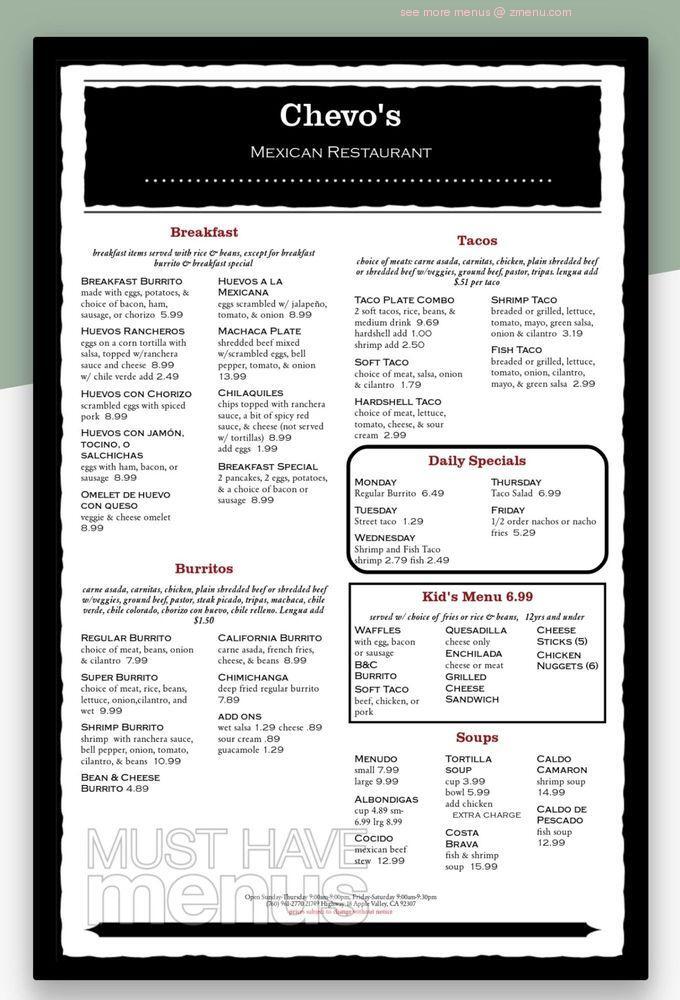 see more menus @ zmenu.com
Chevo's
Mexican Restaurant
Breakfast
breakfast items served with rice & beans, except for breakfast
burrito & breakfast special
Breakfast Burrito
made with eggs, potatoes, &
choice of bacon, ham,
sausage, or chorizo 5.99
Huevos Rancheros
eggs on a corn tortilla with
salsa, topped w/ranchera
sauce and cheese 8.99
w/ chile verde add 2.49
Huevos con Chorizo
scrambled eggs with spiced
pork 8.99
Huevos con Jamón,
tocino, o
salchichas
eggs with ham, bacon, or
sausage 8.99
Omelet de Huevo
con queso
veggie & cheese omelet
8.99
Huevos a la
Mexicana
eggs scrambled w/ jalapeño,
tomato, & onion 8.99
Machaca Plate
shredded beef mixed
w/scrambled eggs, bell
pepper, tomato, & onion
13.99
Chilaquiles
chips topped with ranchera
sauce, a bit of spicy red
sauce, & cheese (not served
w/ tortillas) 8.99
add eggs 1.99
Breakfast Special
2 pancakes, 2 eggs, potatoes,
& a choice of bacon or
sausage 8.99
Burritos
carne asada, carnitas, chicken, plain shredded beef or shredded beef
w/veggies, ground beef, pastor, steak picado, tripas, machaca, chile
verde, chile colorado, chorizo con huevo, chile relleno. Lengua add
$1.50
Regular Burrito
choice of meat, beans, onion
& cilantro 7.99
Super Burrito
choice of meat, rice, beans,
lettuce, onion,cilantro, and
wet 9.99
Shrimp Burrito
shrimp with ranchera sauce,
bell pepper, onion, tomato,
cilantro, & beans 10.99
Bean & Cheese
Burrito 4.89
California Burrito
carne asada, french fries,
cheese, & beans 8.99
Chimichanga
deep fried regular burrito
7.89
add ons
wet salsa 1.29 cheese .89
sour cream .89
guacamole 1.29
Tacos
choice of meats: carne asada, carnitas, chicken, plain shredded beef
or shredded beef w/veggies, ground beef, pastor, tripas. lengua add
$.51 per taco
Taco Plate Combo
2 soft tacos, rice, beans, &
medium drink 9.69
hardshell add 1.00
shrimp add 2.50
Soft Taco
choice of meat, salsa, onion
& cilantro 1.79
Hardshell Taco
choice of meat, lettuce,
tomato, cheese, & sour
cream 2.99
Shrimp Taco
breaded or grilled, lettuce,
tomato, mayo, green salsa,
onion & cilantro 3.19
Fish Taco
breaded or grilled, lettuce,
tomato, onion, cilantro,
mayo, & green salsa 2.99
Daily Specials
Monday
Regular Burrito 6.49
Tuesday
Street taco 1.29
Wednesday
Shrimp and Fish Taco
shrimp 2.79 fish 2.49
Thursday
Taco Salad 6.99
Friday
1/2 order nachos or nacho
fries 5.29
Kid's Menu 6.99
served w/ choice of fries or rice & beans, 12yrs and under
Waffles
with egg, bacon
or sausage
B&C
Burrito
Soft Taco
beef, chicken, or
pork
Quesadilla
cheese only
Enchilada
cheese or meat
Grilled
Cheese
Sandwich
Cheese
Sticks (5)
Chicken
Nuggets (6)
Soups
Menudo
small 7.99
large 9.99
Albondigas
cup 4.89 sm-
6.99 lrg 8.99
Cocido
mexican beef
stew 12.99
Tortilla
soup
cup 3.99
bowl 5.99
add chicken
extra charge
Costa
Brava
fish & shrimp
soup 15.99
Caldo
Camaron
shrimp soup
14.99
Caldo de
Pescado
fish soup
12.99
MUST HAVE
menus
Open Sunday-Thursday 9:00am-9:00pm, Friday-Saturday 9:00am-9:30pm
(760) 961-2770 21749 Highway 18 Apple Valley, CA 92307
prices subject to change without notice